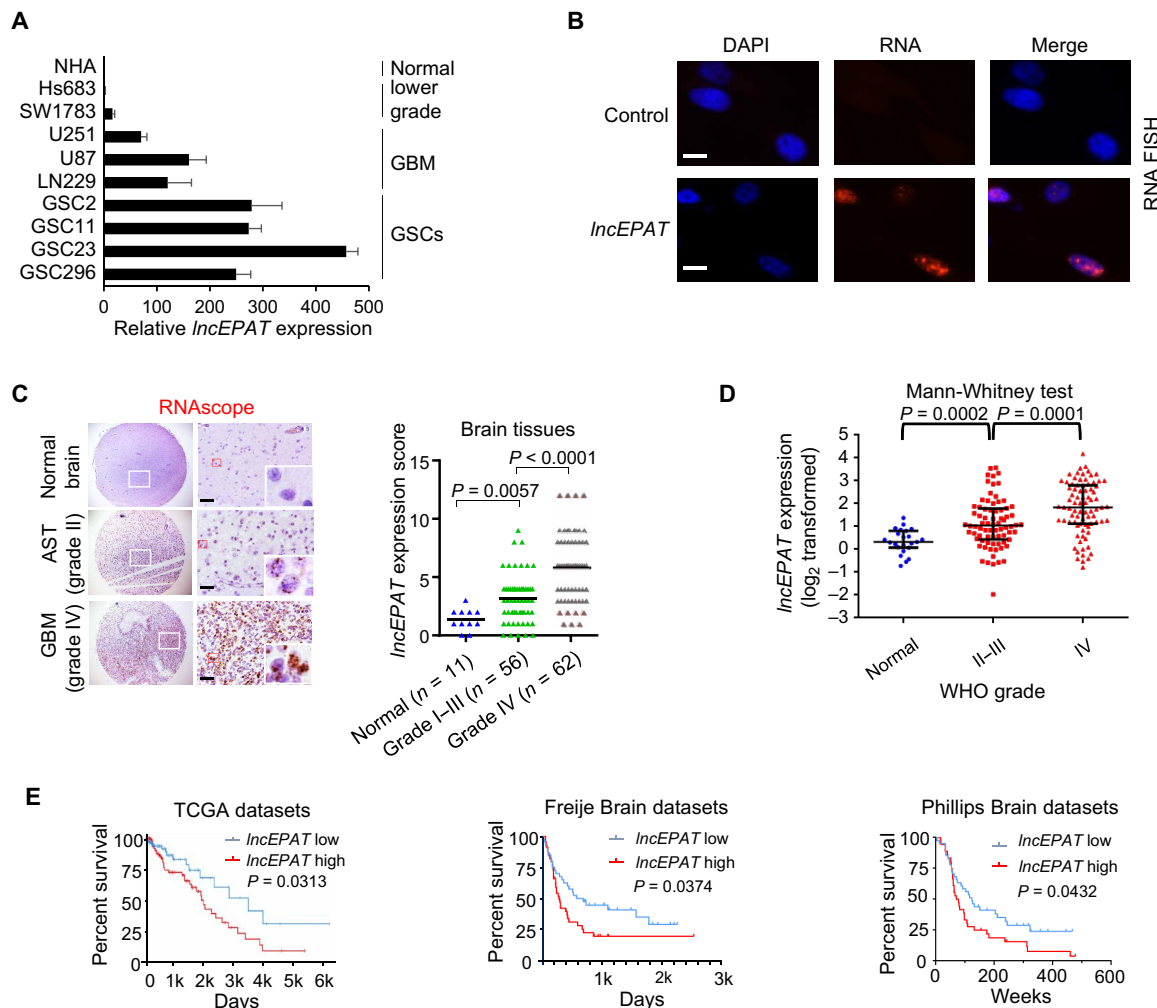 A
NHA
Hs683
SW1783
U251
U87
LN229
GSC2
GSC11
GSC23
GSC296
Normal
lower
grade
GBM
GSCs
0 100 200 300 400 500
Relative lncEPAT expression
B
DAPI RNA Merge
Control
lncEPAT
RNA FISH
C
RNAscope
Normal
brain
AST
(grade II)
GBM
(grade IV)
Brain tissues
P < 0.0001
P = 0.0057
lncEPAT expression score
15
10
5
0
Normal (n = 11)
Grade I–III (n = 56)
Grade IV (n = 62)
D
Mann-Whitney test
P = 0.0002 P = 0.0001
lncEPAT expression
(log2 transformed)
5
4
3
2
1
0
–1
–2
–3
Normal
II–III
IV
WHO grade
E
TCGA datasets
lncEPAT low
lncEPAT high
P = 0.0313
Percent survival
100
75
50
25
0
0 1k 2k 3k 4k 5k 6k
Days
Freije Brain datasets
lncEPAT low
lncEPAT high
P = 0.0374
Percent survival
100
75
50
25
0
1k 2k 3k
Days
Phillips Brain datasets
lncEPAT low
lncEPAT high
P = 0.0432
Percent survival
100
75
50
25
0
0 200 400 600
Weeks